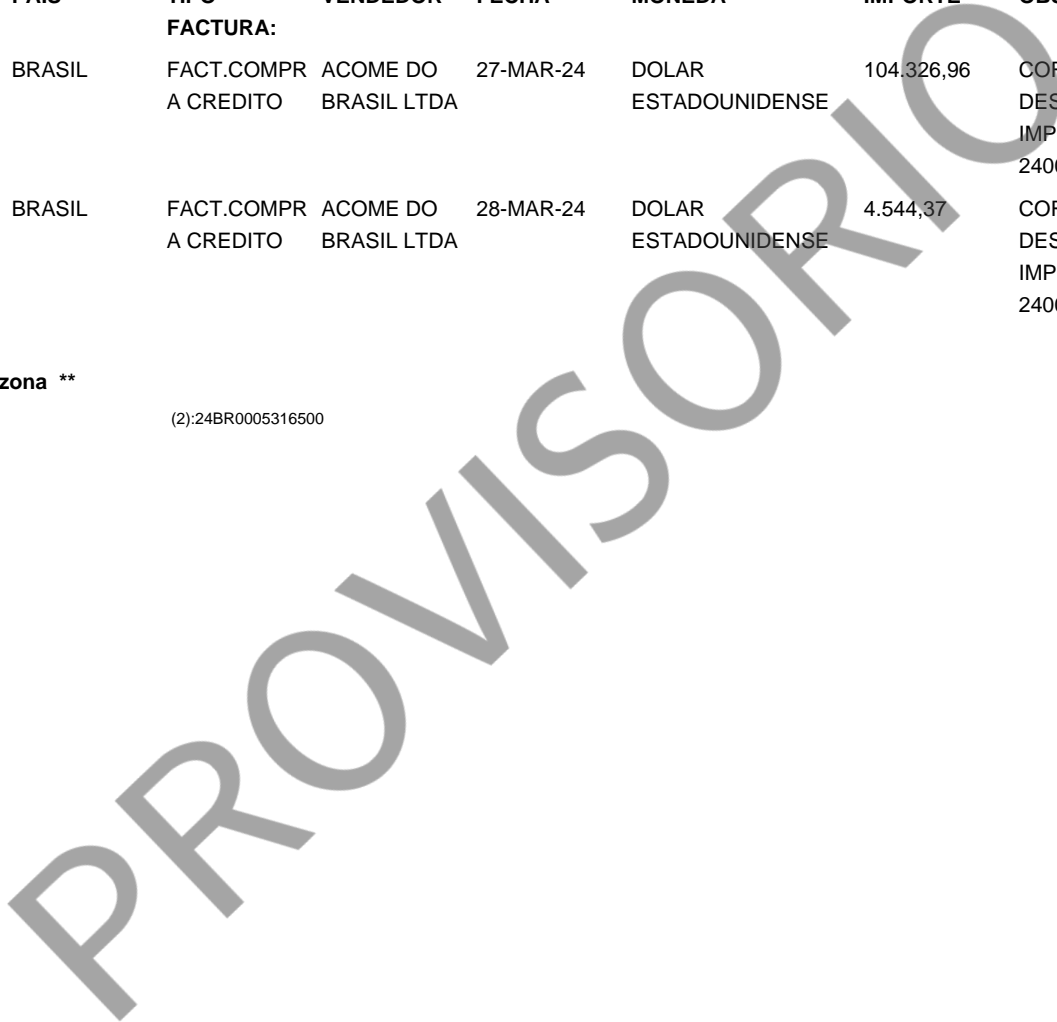 FACTURA:
BRASIL FACT.COMPR ACOME DO 27-MAR-24 DOLAR 104.326,96
A CREDITO BRASIL LTDA ESTADOUNIDENSE
BRASIL FACT.COMPR ACOME DO 28-MAR-24 DOLAR 4.544,37
A CREDITO BRASIL LTDA ESTADOUNIDENSE
zona **
(2):24BR0005316500
PROVISORIO